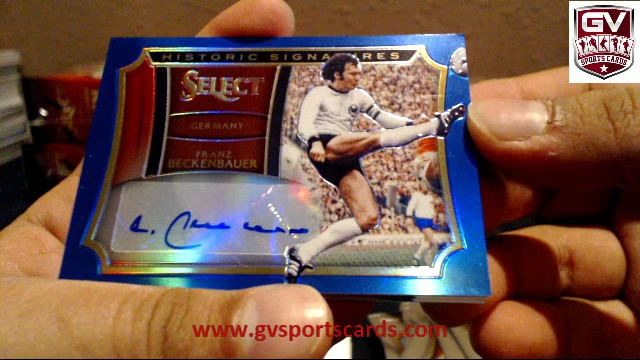 HISTORIC SIGNATURES
SELECT
GERMANY
FRANZ
BECKENBAUER
GV
SPORTS CARDS
www.gvsportscards.com